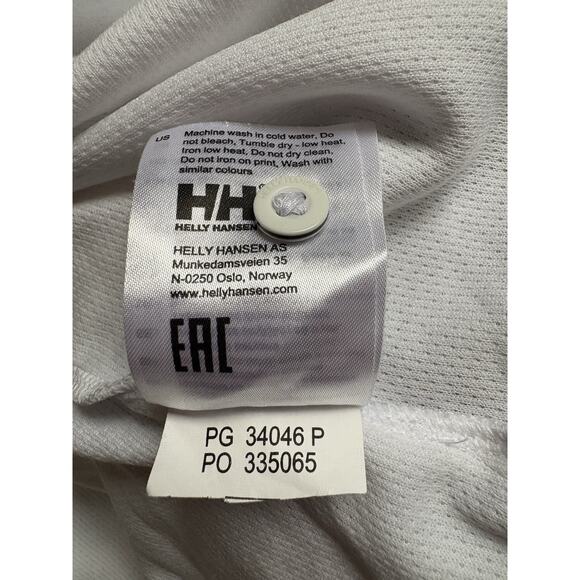 US Machine wash in cold water, Do
not bleach, Tumble dry - low heat,
Iron low heat, Do not dry clean,
Do not iron on print, Wash with
similar colours
HH
HELLY HANSEN
HELLY HANSEN AS
Munkedamsveien 35
N-0250 Oslo, Norway
www.hellyhansen.com
EAC
PG 34046 P
PO 335065